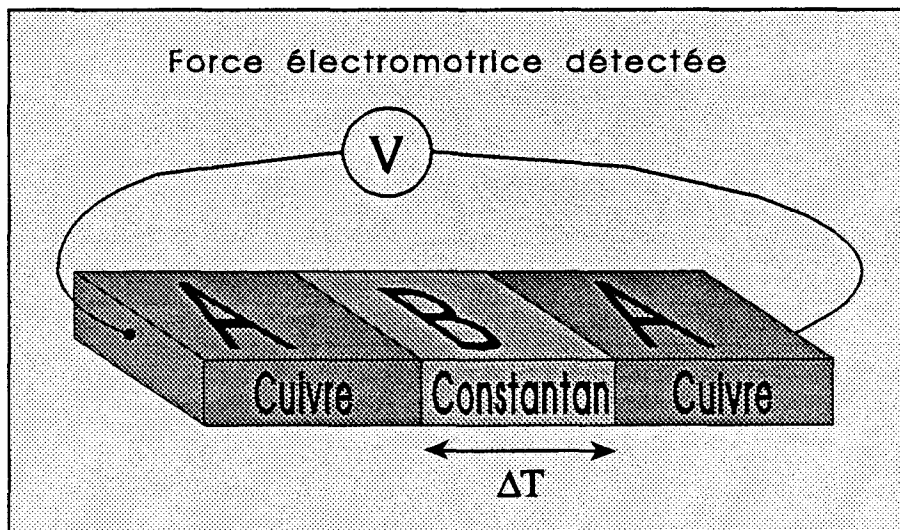 Force électromotrice détectée
V
A B A
Cuivre Constantan Cuivre
ΔT